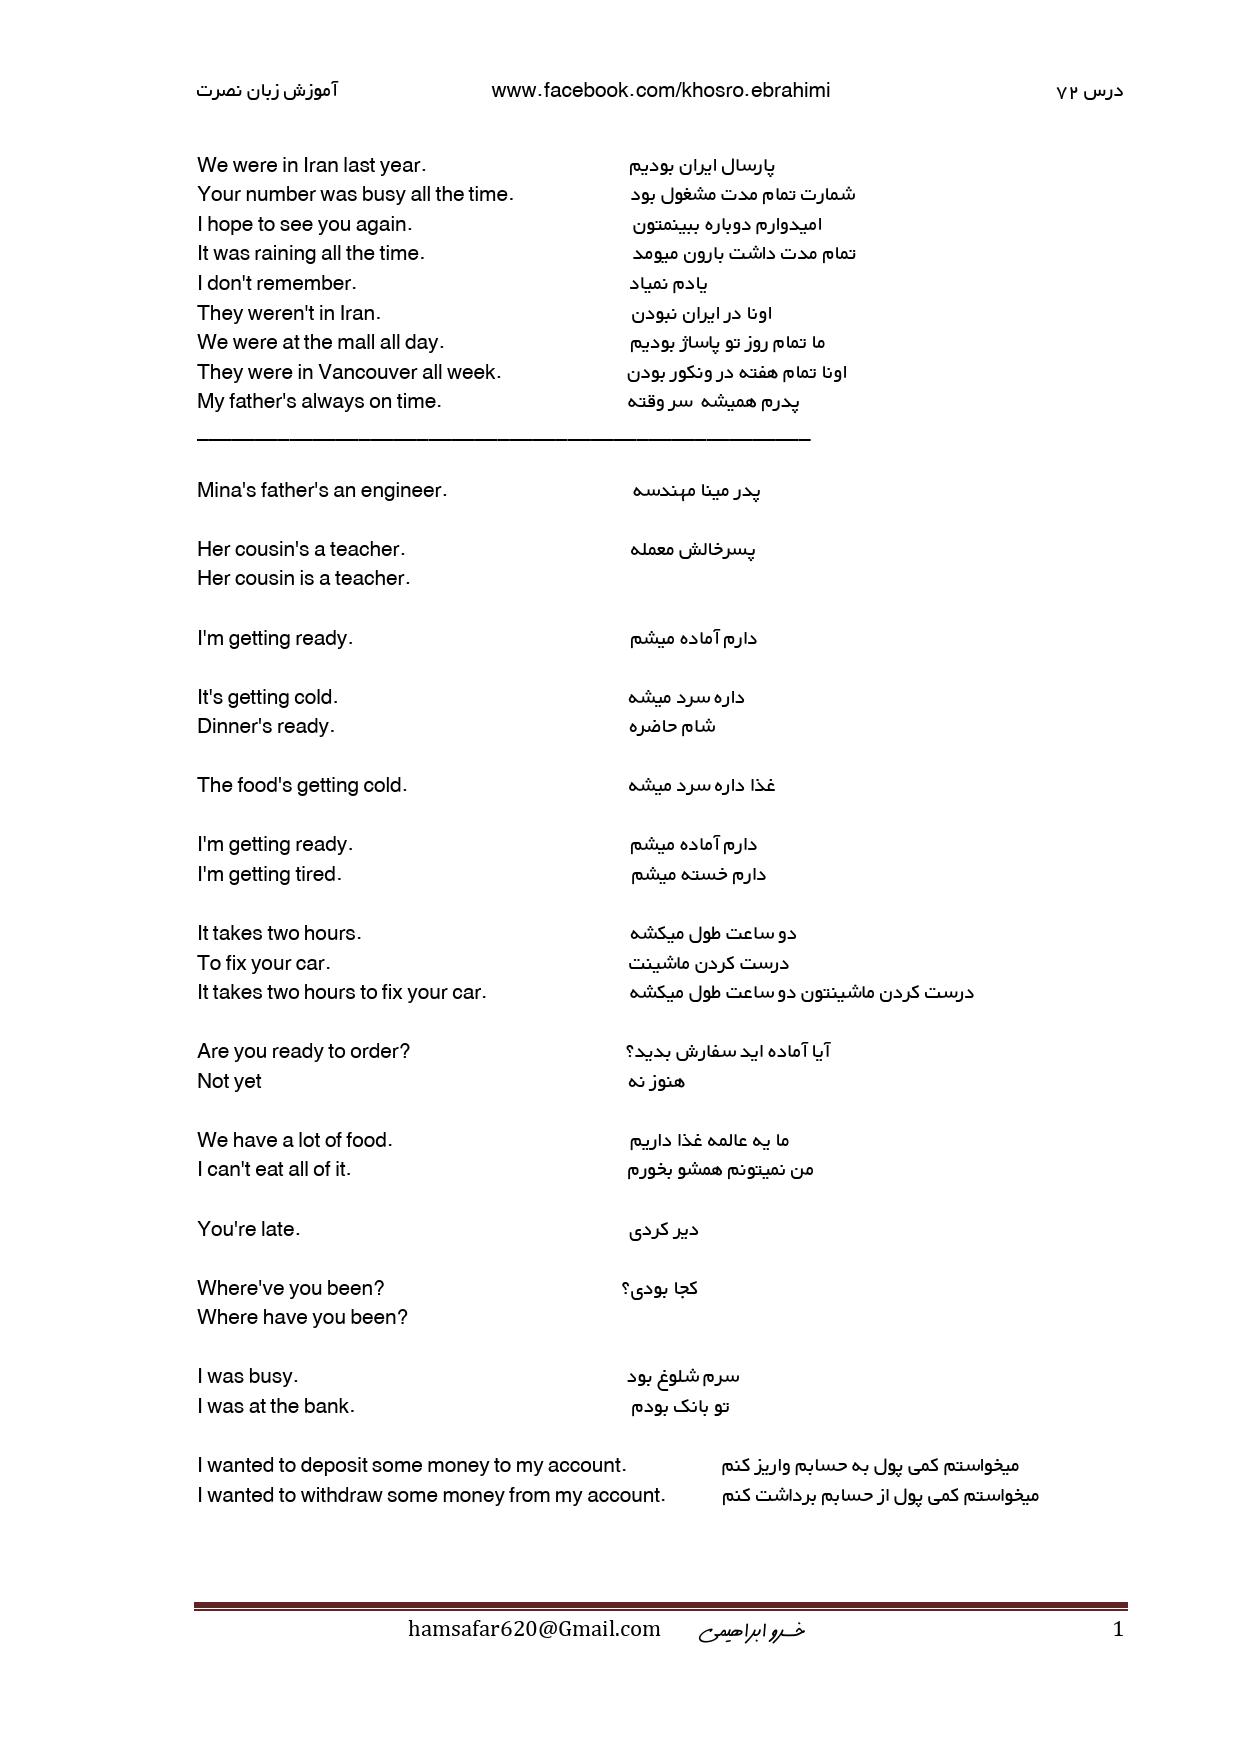 آموزش زبان نصرت www.facebook.com/khosro.ebrahimi درس ۷۲
We were in Iran last year. پارسال ایران بودیم
Your number was busy all the time. شمارت تمام مدت مشغول بود
I hope to see you again. امیدوارم دوباره ببینمتون
It was raining all the time. تمام مدت داشت بارون میومد
I don't remember. یادم نمیاد
They weren't in Iran. اونا در ایران نبودن
We were at the mall all day. ما تمام روز تو پاساژ بودیم
They were in Vancouver all week. اونا تمام هفته در ونکور بودن
My father's always on time. پدرم همیشه سر وقته
Mina's father's an engineer. پدر مینا مهندسه
Her cousin's a teacher. پسرخالش معمله
Her cousin is a teacher.
I'm getting ready. دارم آماده میشم
It's getting cold. داره سرد میشه
Dinner's ready. شام حاضره
The food's getting cold. غذا داره سرد میشه
I'm getting ready. دارم آماده میشم
I'm getting tired. دارم خسته میشم
It takes two hours. دو ساعت طول میکشه
To fix your car. درست کردن ماشینت
It takes two hours to fix your car. درست کردن ماشینتون دو ساعت طول میکشه
Are you ready to order? آیا آماده اید سفارش بدید؟
Not yet هنوز نه
We have a lot of food. ما یه عالمه غذا داریم
I can't eat all of it. من نمیتونم همشو بخورم
You're late. دیر کردی
Where've you been? کجا بودی؟
Where have you been?
I was busy. سرم شلوغ بود
I was at the bank. تو بانک بودم
I wanted to deposit some money to my account. میخواستم کمی پول به حسابم واریز کنم
I wanted to withdraw some money from my account. میخواستم کمی پول از حسابم برداشت کنم
hamsafar620@Gmail.com خسرو ابراهیمی 1